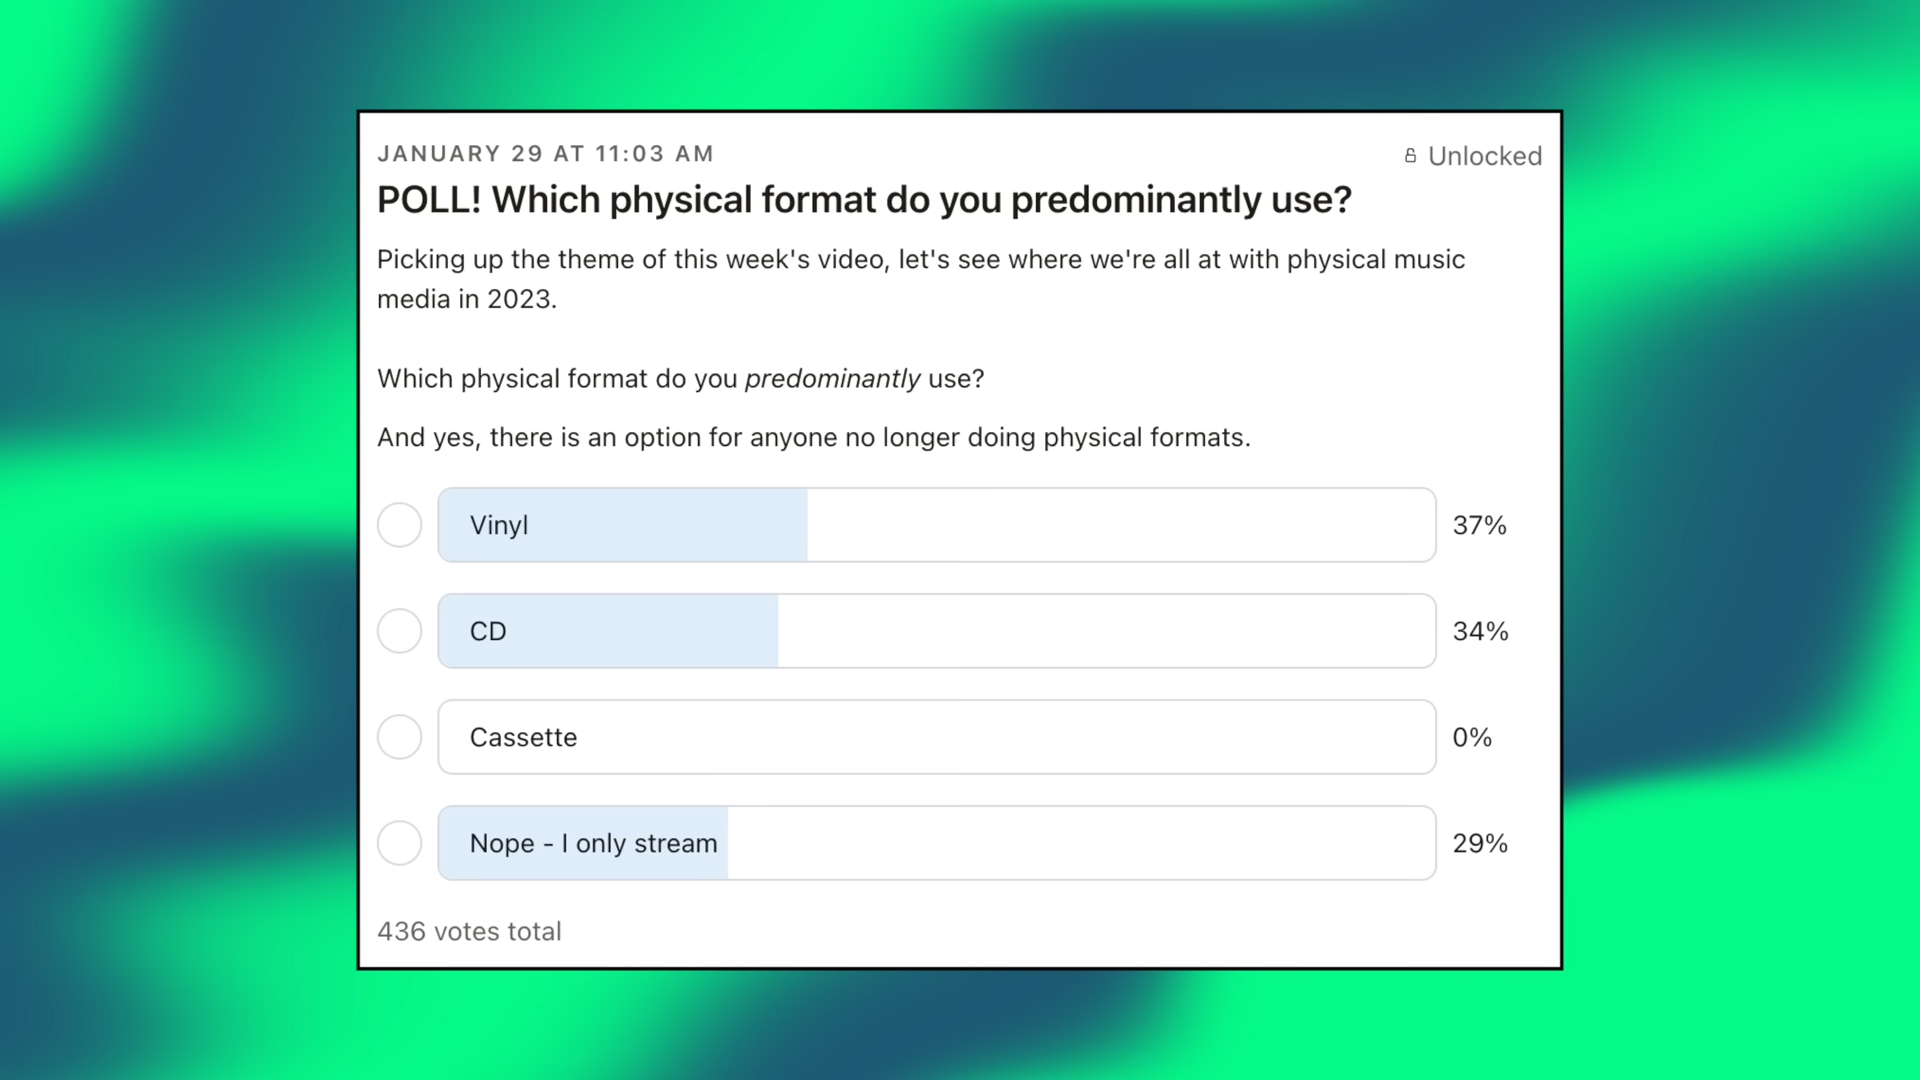 JANUARY 29 AT 11:03 AM
Unlocked
POLL! Which physical format do you predominantly use?
Picking up the theme of this week's video, let's see where we're all at with physical music
media in 2023.
Which physical format do you predominantly use?
And yes, there is an option for anyone no longer doing physical formats.
Vinyl 37%
CD 34%
Cassette 0%
Nope - I only stream 29%
436 votes total